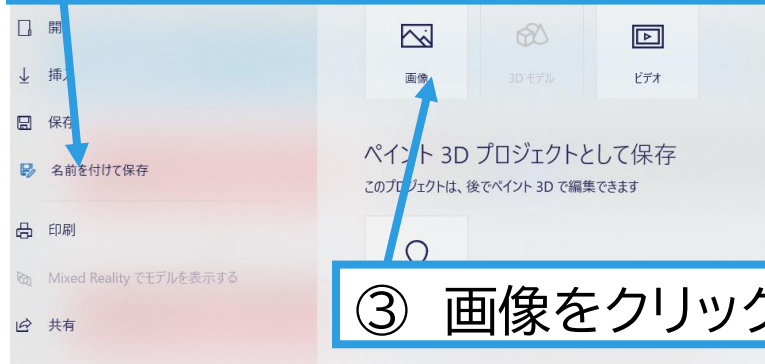 開
挿入
保存
名前を付けて保存
印刷
Mixed Reality でモデルを表示する
共有
画像
3D モデル
ビデオ
ペイント 3D プロジェクトとして保存
このプロジェクトは、後でペイント 3D で編集できます
③ 画像をクリック